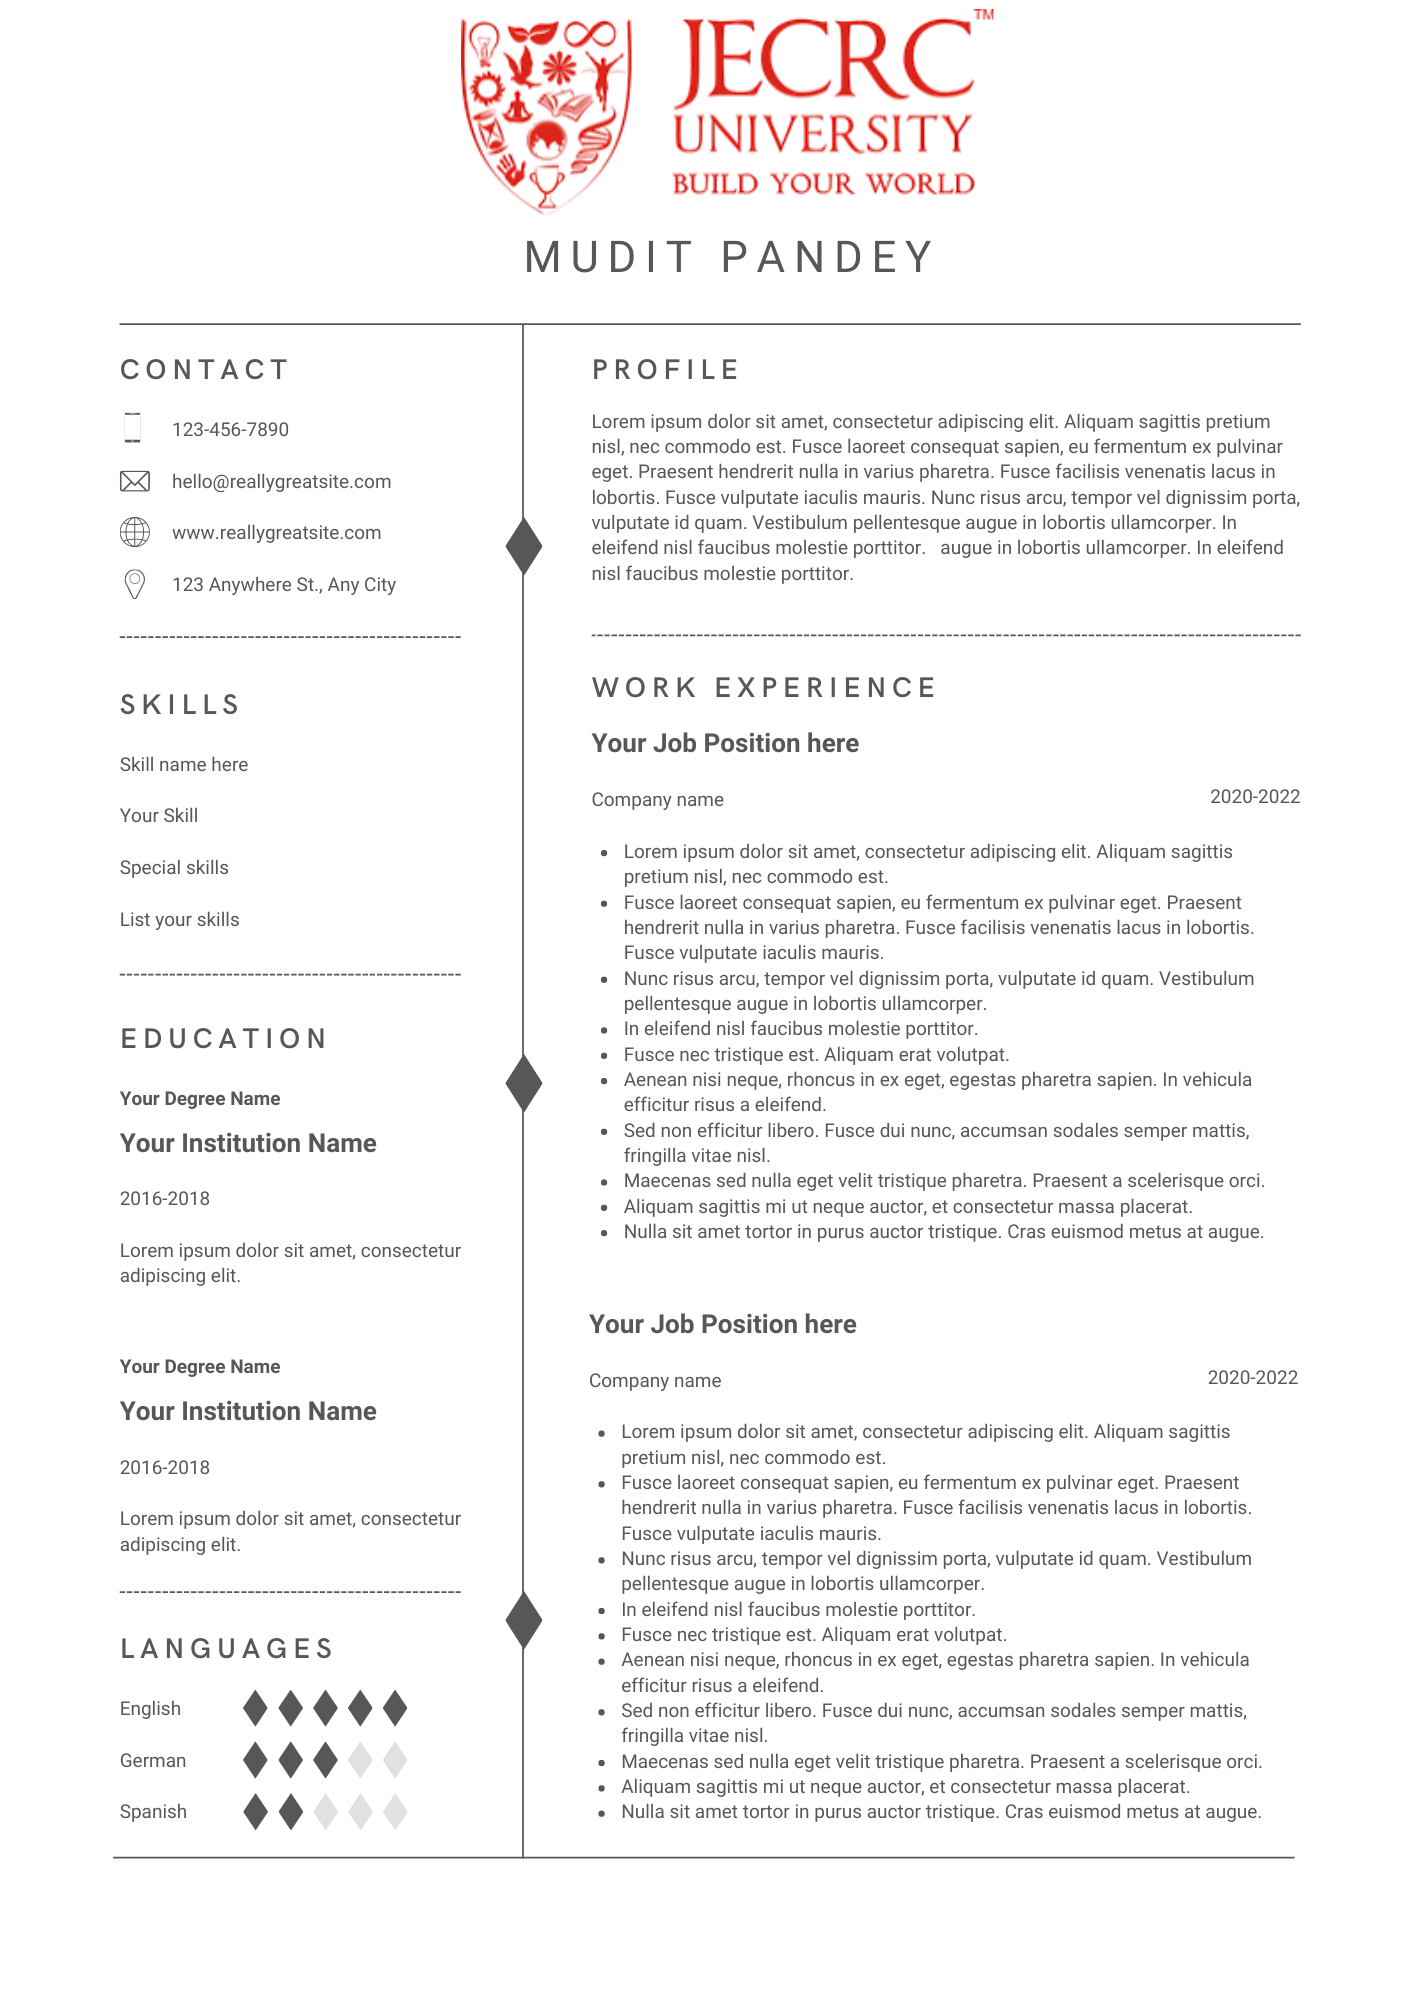 JECRC™
UNIVERSITY
BUILD YOUR WORLD
MUDIT PANDEY
CONTACT
123-456-7890
hello@reallygreatsite.com
www.reallygreatsite.com
123 Anywhere St., Any City
SKILLS
Skill name here
Your Skill
Special skills
List your skills
EDUCATION
Your Degree Name
Your Institution Name
2016-2018
Lorem ipsum dolor sit amet, consectetur
adipiscing elit.
Your Degree Name
Your Institution Name
2016-2018
Lorem ipsum dolor sit amet, consectetur
adipiscing elit.
LANGUAGES
English
German
Spanish
PROFILE
Lorem ipsum dolor sit amet, consectetur adipiscing elit. Aliquam sagittis pretium
nisl, nec commodo est. Fusce laoreet consequat sapien, eu fermentum ex pulvinar
eget. Praesent hendrerit nulla in varius pharetra. Fusce facilisis venenatis lacus in
lobortis. Fusce vulputate iaculis mauris. Nunc risus arcu, tempor vel dignissim porta,
vulputate id quam. Vestibulum pellentesque augue in lobortis ullamcorper. In
eleifend nisl faucibus molestie porttitor. augue in lobortis ullamcorper. In eleifend
nisl faucibus molestie porttitor.
WORK EXPERIENCE
Your Job Position here
Company name 2020-2022
• Lorem ipsum dolor sit amet, consectetur adipiscing elit. Aliquam sagittis
pretium nisl, nec commodo est.
• Fusce laoreet consequat sapien, eu fermentum ex pulvinar eget. Praesent
hendrerit nulla in varius pharetra. Fusce facilisis venenatis lacus in lobortis.
Fusce vulputate iaculis mauris.
• Nunc risus arcu, tempor vel dignissim porta, vulputate id quam. Vestibulum
pellentesque augue in lobortis ullamcorper.
• In eleifend nisl faucibus molestie porttitor.
• Fusce nec tristique est. Aliquam erat volutpat.
• Aenean nisi neque, rhoncus in ex eget, egestas pharetra sapien. In vehicula
efficitur risus a eleifend.
• Sed non efficitur libero. Fusce dui nunc, accumsan sodales semper mattis,
fringilla vitae nisl.
• Maecenas sed nulla eget velit tristique pharetra. Praesent a scelerisque orci.
• Aliquam sagittis mi ut neque auctor, et consectetur massa placerat.
• Nulla sit amet tortor in purus auctor tristique. Cras euismod metus at augue.
Your Job Position here
Company name 2020-2022
• Lorem ipsum dolor sit amet, consectetur adipiscing elit. Aliquam sagittis
pretium nisl, nec commodo est.
• Fusce laoreet consequat sapien, eu fermentum ex pulvinar eget. Praesent
hendrerit nulla in varius pharetra. Fusce facilisis venenatis lacus in lobortis.
Fusce vulputate iaculis mauris.
• Nunc risus arcu, tempor vel dignissim porta, vulputate id quam. Vestibulum
pellentesque augue in lobortis ullamcorper.
• In eleifend nisl faucibus molestie porttitor.
• Fusce nec tristique est. Aliquam erat volutpat.
• Aenean nisi neque, rhoncus in ex eget, egestas pharetra sapien. In vehicula
efficitur risus a eleifend.
• Sed non efficitur libero. Fusce dui nunc, accumsan sodales semper mattis,
fringilla vitae nisl.
• Maecenas sed nulla eget velit tristique pharetra. Praesent a scelerisque orci.
• Aliquam sagittis mi ut neque auctor, et consectetur massa placerat.
• Nulla sit amet tortor in purus auctor tristique. Cras euismod metus at augue.